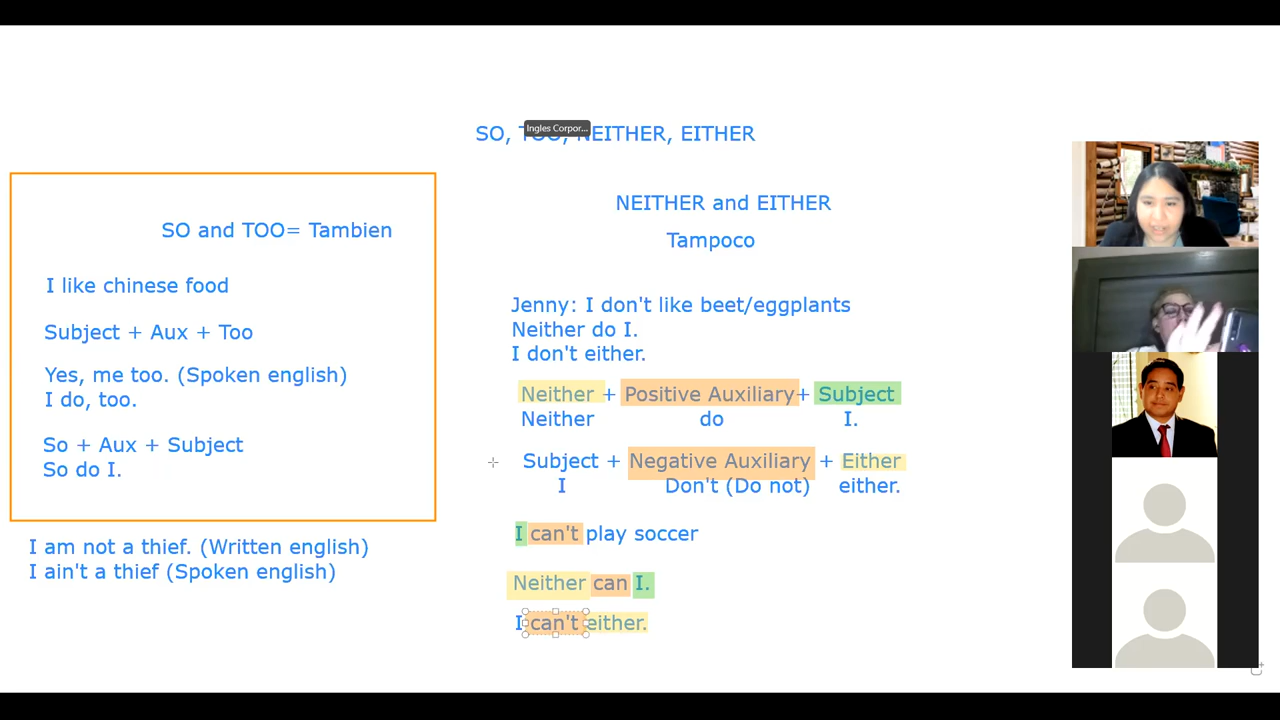 SO, TOO, NEITHER, EITHER
Ingles Corpor...
SO and TOO= Tambien
I like chinese food
Subject + Aux + Too
Yes, me too. (Spoken english)
I do, too.
So + Aux + Subject
So do I.
I am not a thief. (Written english)
I ain't a thief (Spoken english)
NEITHER and EITHER
Tampoco
Jenny: I don't like beet/eggplants
Neither do I.
I don't either.
Neither + Positive Auxiliary+ Subject
Neither do I.
Subject + Negative Auxiliary + Either
I Don't (Do not) either.
I can't play soccer
Neither can I.
I can't either.